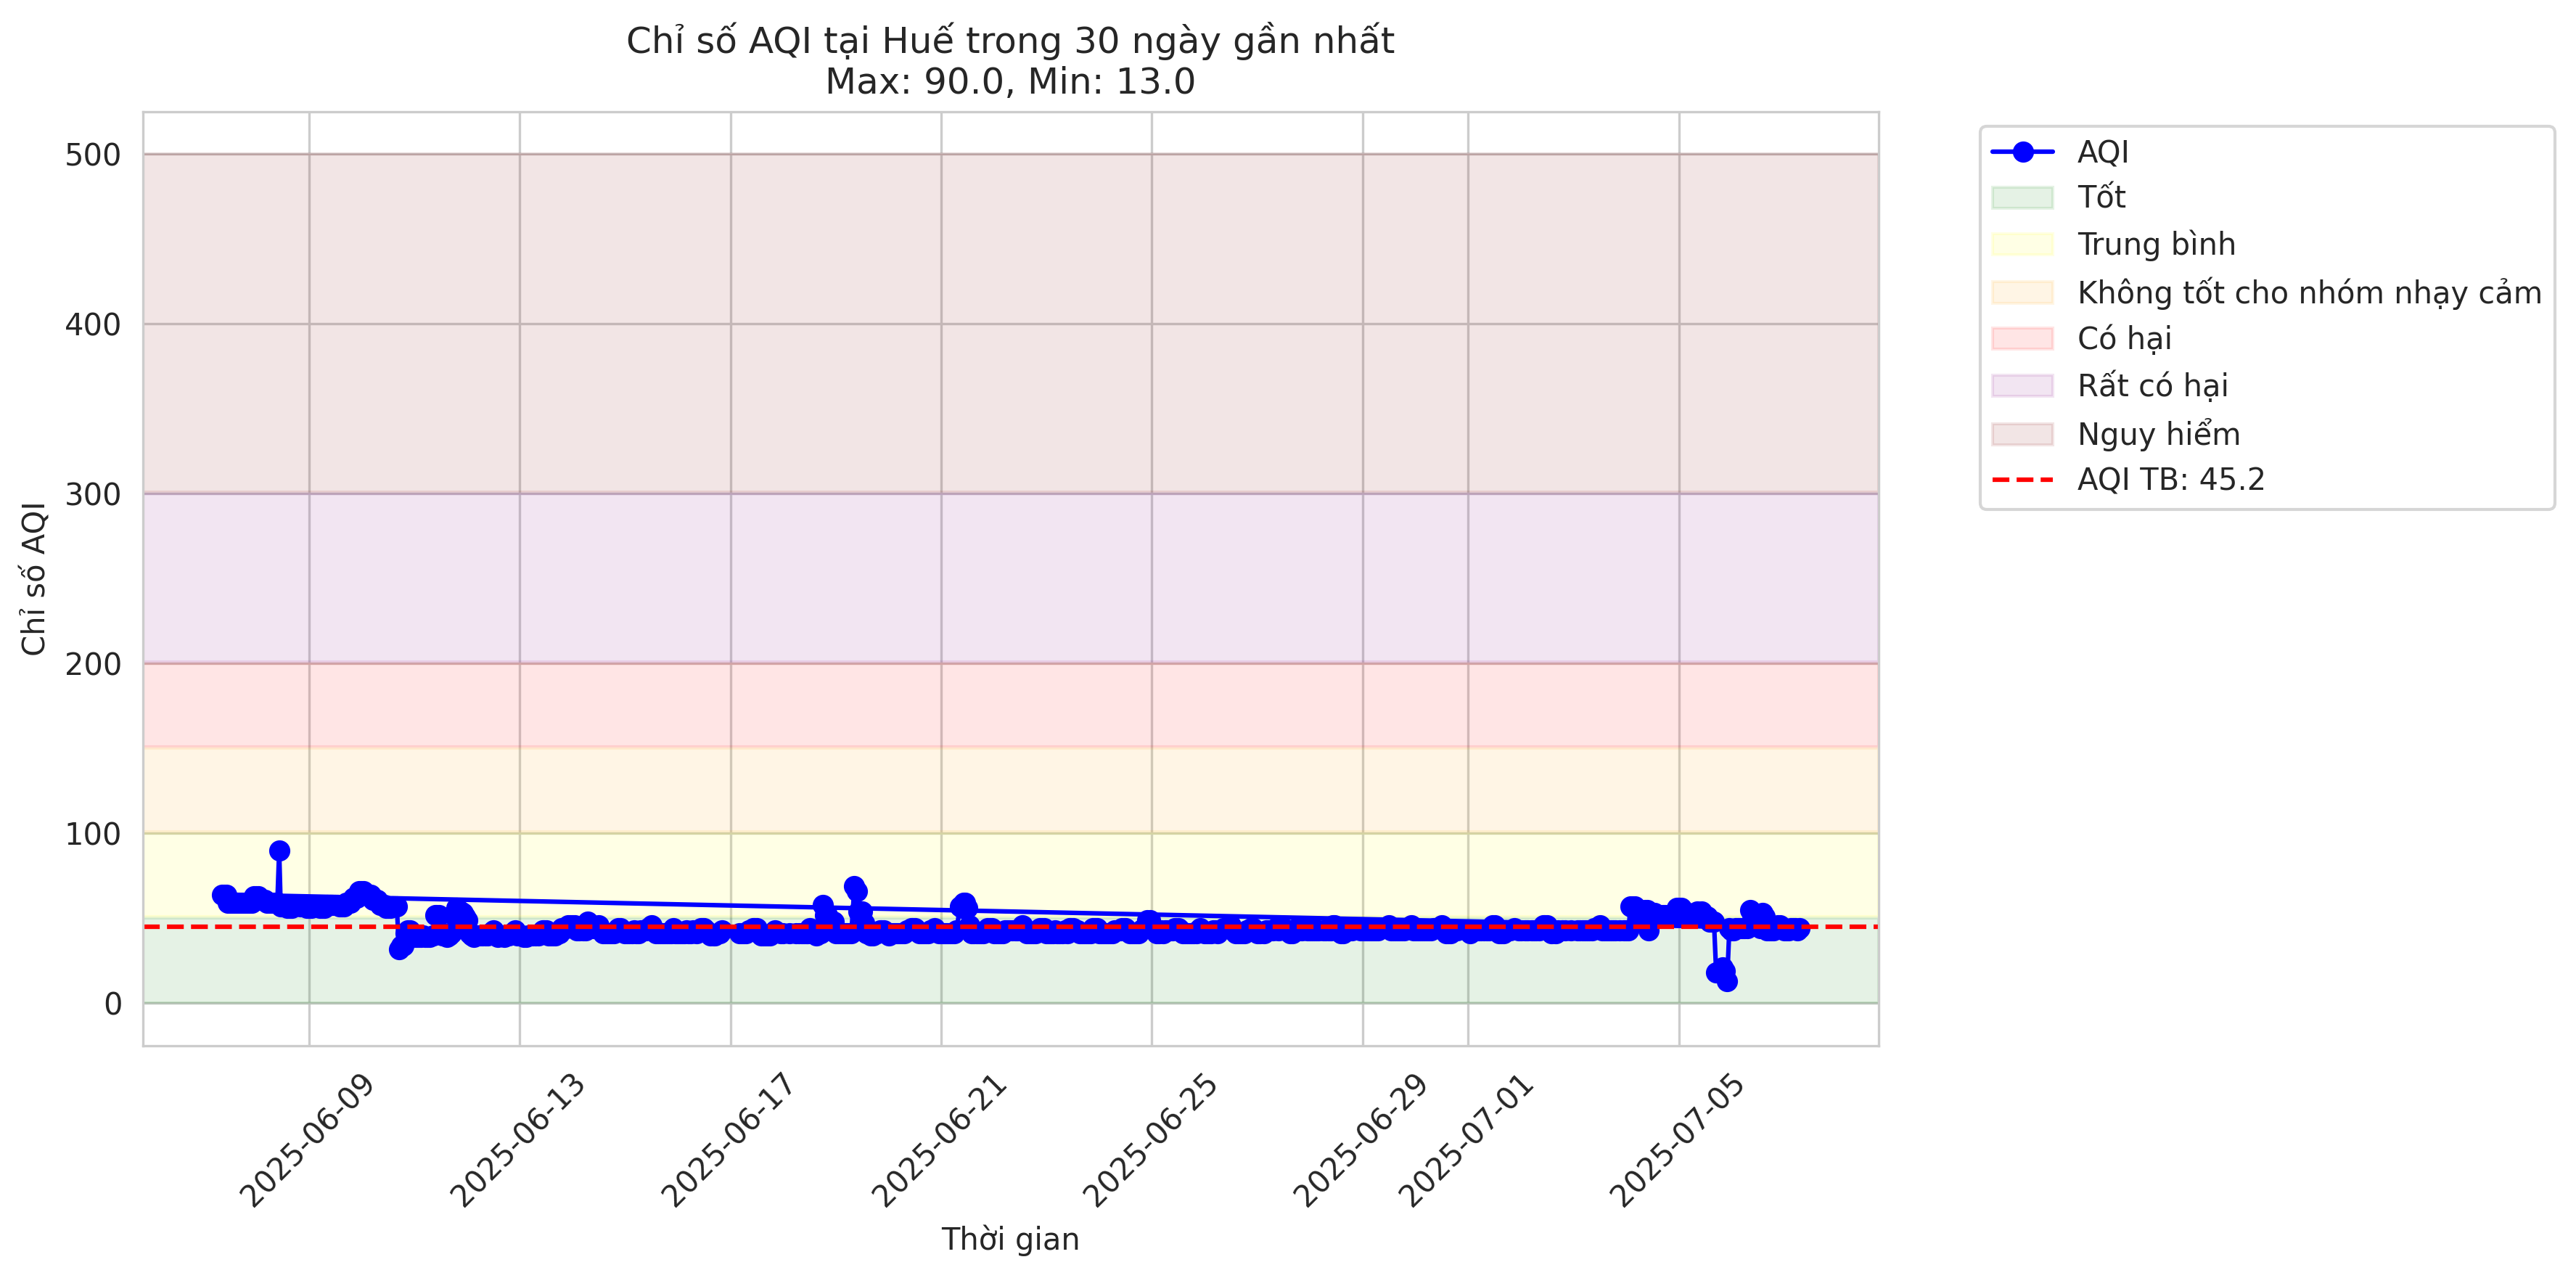 Chỉ số AQI tại Huế trong 30 ngày gần nhất
Max: 90.0, Min: 13.0
Chỉ số AQI
500
400
300
200
100
0
2025-06-09
2025-06-13
2025-06-17
2025-06-21
2025-06-25
2025-06-29
2025-07-01
2025-07-05
Thời gian
AQI
Tốt
Trung bình
Không tốt cho nhóm nhạy cảm
Có hại
Rất có hại
Nguy hiểm
AQI TB: 45.2